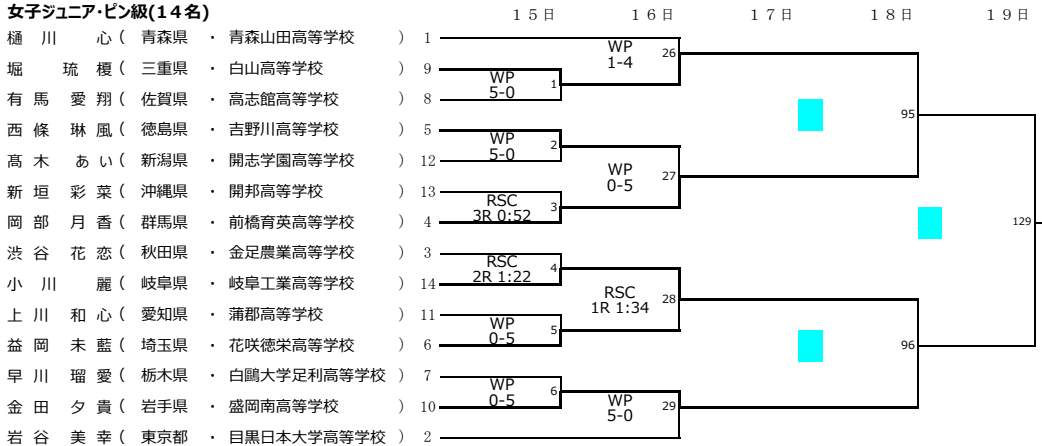 女子ジュニア・ピン級(14名) 15日 16日 17日 18日 19日
樋川 心( 青森県 ・ 青森山田高等学校 ) 1
堀 琉榎( 三重県 ・ 白山高等学校 ) 9
有馬 愛翔( 佐賀県 ・ 高志館高等学校 ) 8
西條 琳風( 徳島県 ・ 吉野川高等学校 ) 5
髙木 あい( 新潟県 ・ 開志学園高等学校 ) 12
新垣 彩菜( 沖縄県 ・ 開邦高等学校 ) 13
岡部 月香( 群馬県 ・ 前橋育英高等学校 ) 4
渋谷 花恋( 秋田県 ・ 金足農業高等学校 ) 3
小川 麗( 岐阜県 ・ 岐阜工業高等学校 ) 14
上川 和心( 愛知県 ・ 蒲郡高等学校 ) 11
益岡 未藍( 埼玉県 ・ 花咲徳栄高等学校 ) 6
早川 瑠愛( 栃木県 ・ 白鷗大学足利高等学校 ) 7
金田 夕貴( 岩手県 ・ 盛岡南高等学校 ) 10
岩谷 美幸( 東京都 ・ 目黒日本大学高等学校 ) 2
WP
5-0
1
WP
5-0
2
RSC
3R 0:52
3
RSC
2R 1:22
4
WP
0-5
5
WP
0-5
6
WP
1-4
26
WP
0-5
27
RSC
1R 1:34
28
WP
5-0
29
95
96
129